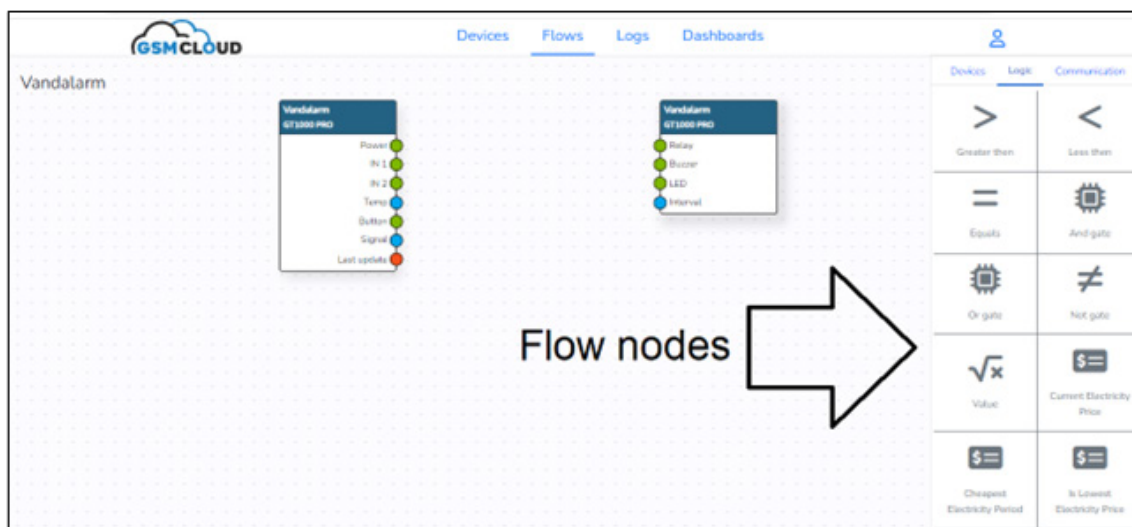 GSMCLOUD
Devices Flows Logs Dashboards
Vandalarm
Devices Logic Communication
Vandalarm
GT1000 PRO
Power
IN 1
IN 2
Temp
Button
Signal
Last update
Vandalarm
GT1000 PRO
Relay
Buzzer
LED
Interval
Flow nodes
Greater then
Less then
Equals
And gate
Or gate
Not gate
Value
Current Electricity
Price
Cheapest
Electricity Period
Is Lowest
Electricity Price